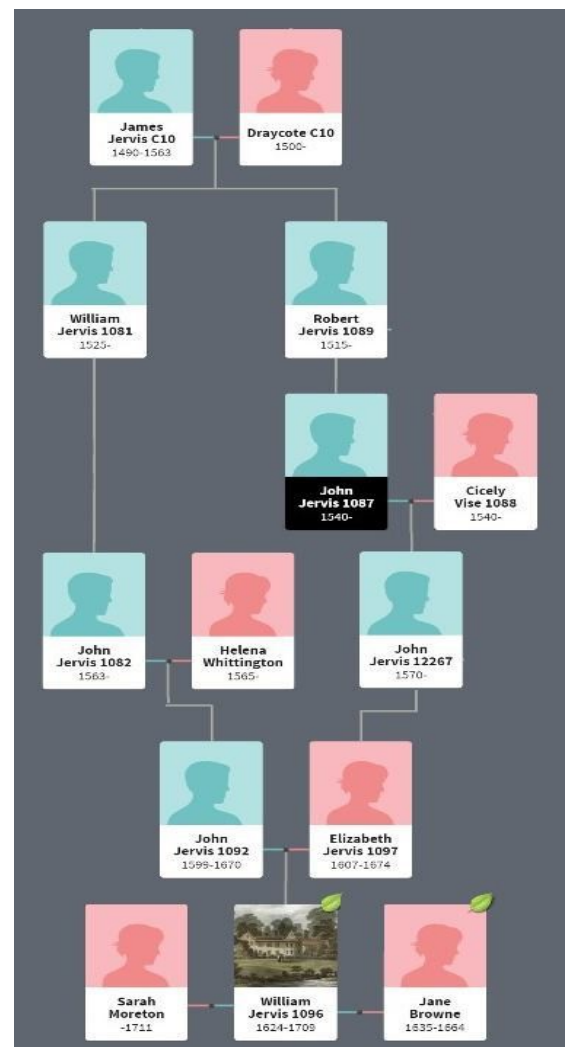 James
Jervis C10
1490-1563
Draycote C10
1500-
William
Jervis 1081
1525-
Robert
Jervis 1089
1515-
John
Jervis 1087
1540-
Cicely
Vise 1088
1540-
John
Jervis 1082
1563-
Helena
Whittington
1565-
John
Jervis 12267
1570-
John
Jervis 1092
1599-1670
Elizabeth
Jervis 1097
1607-1674
Sarah
Moreton
-1711
William
Jervis 1096
1624-1709
Jane
Browne
1635-1664